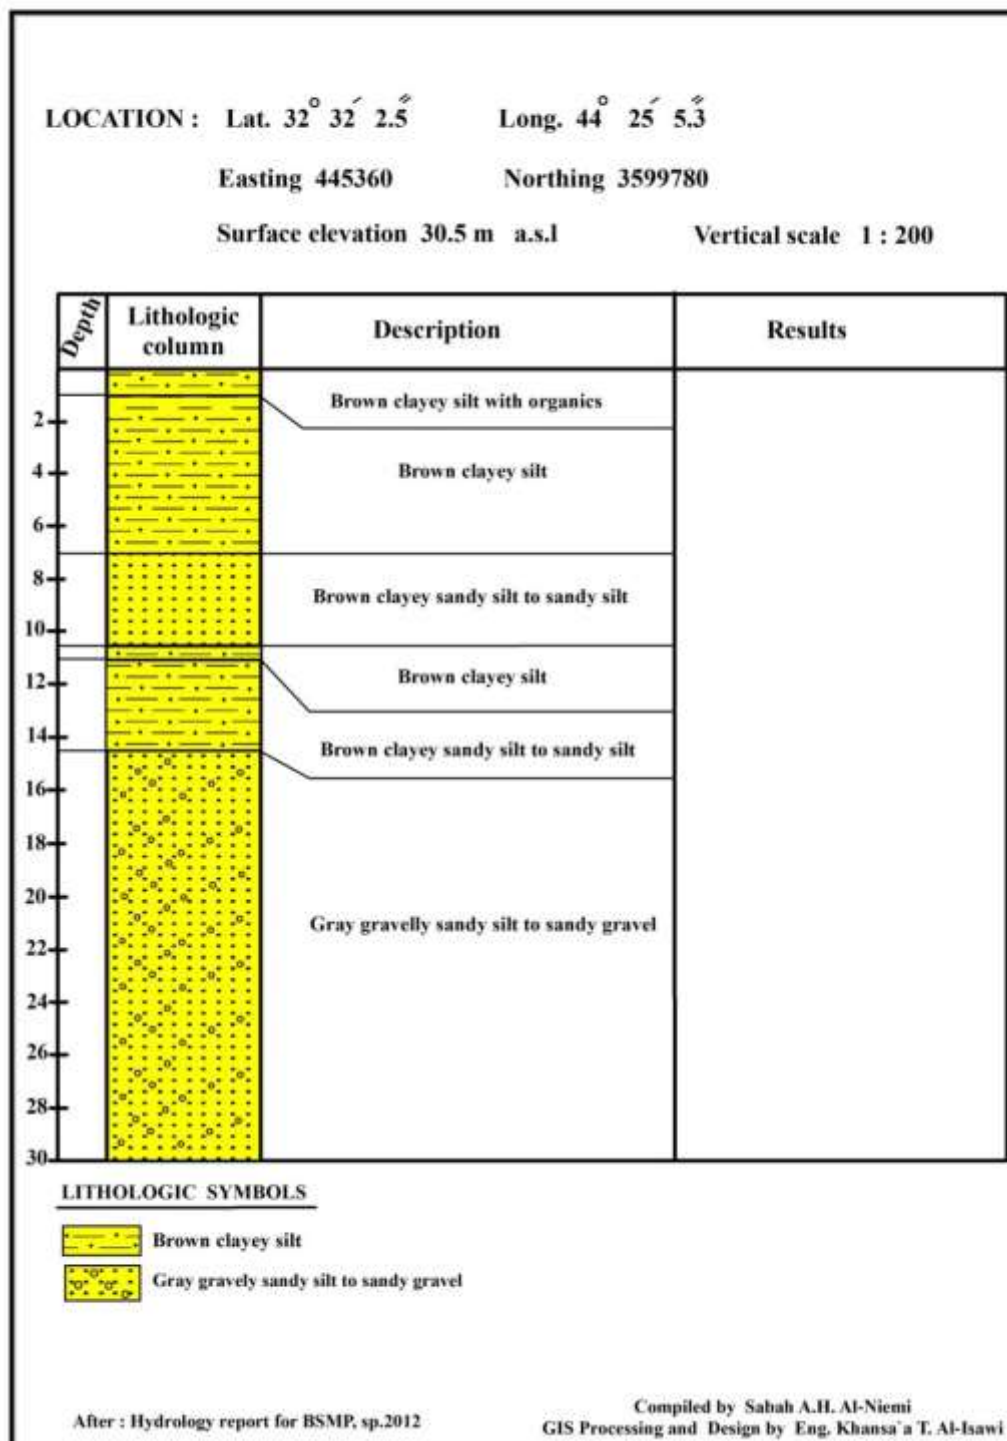 LOCATION : Lat. 32° 32′ 2.5″ Long. 44° 25′ 5.3″
Easting 445360 Northing 3599780
Surface elevation 30.5 m a.s.l Vertical scale 1 : 200
Depth
Lithologic
column
Description
Results
Brown clayey silt with organics
2
4
Brown clayey silt
6
8
Brown clayey sandy silt to sandy silt
10
12
Brown clayey silt
14
Brown clayey sandy silt to sandy silt
16
18
20
Gray gravelly sandy silt to sandy gravel
22
24
26
28
30
LITHOLOGIC SYMBOLS
Brown clayey silt
Gray gravely sandy silt to sandy gravel
After : Hydrology report for BSMP, sp.2012
Compiled by Sabah A.H. Al-Niemi
GIS Processing and Design by Eng. Khansa`a T. Al-Isawi